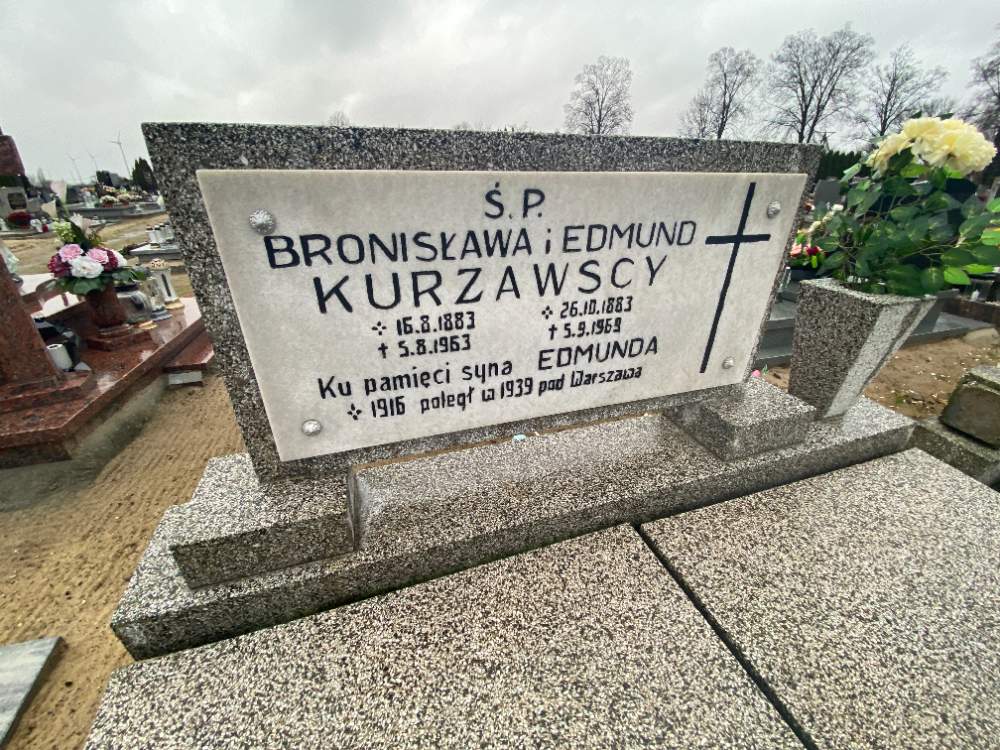 Ś. P.
BRONISŁAWA i EDMUND
KURZAWSCY
16.8.1883 26.10.1883
† 5.8.1963 † 5.9.1969
Ku pamięci syna EDMUNDA
1916 poległ w 1939 pod Warszawą